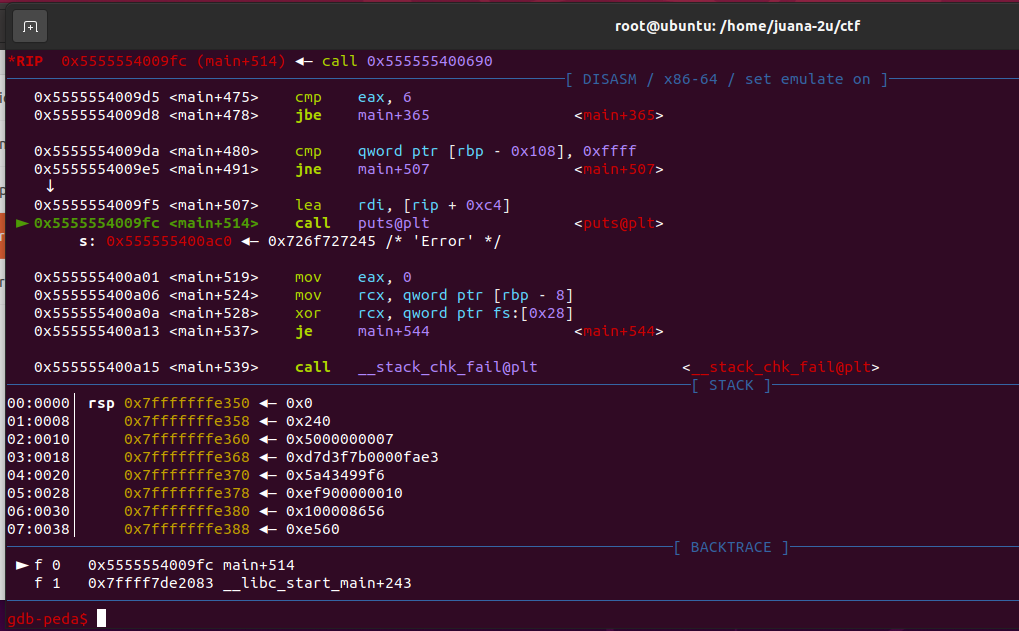 root@ubuntu: /home/juana-2u/ctf
*RIP  0x5555554009fc (main+514) ◂— call 0x555555400690
[ DISASM / x86-64 / set emulate on ]
0x5555554009d5 <main+475>    cmp    eax, 6
0x5555554009d8 <main+478>    jbe    main+365                <main+365>
0x5555554009da <main+480>    cmp    qword ptr [rbp - 0x108], 0xffff
0x5555554009e5 <main+491>    jne    main+507                <main+507>
↓
0x5555554009f5 <main+507>    lea    rdi, [rip + 0xc4]
► 0x5555554009fc <main+514>    call   puts@plt                <puts@plt>
s: 0x555555400ac0 ◂— 0x726f727245 /* 'Error' */
0x555555400a01 <main+519>    mov    eax, 0
0x555555400a06 <main+524>    mov    rcx, qword ptr [rbp - 8]
0x555555400a0a <main+528>    xor    rcx, qword ptr fs:[0x28]
0x555555400a13 <main+537>    je     main+544                <main+544>
0x555555400a15 <main+539>    call   __stack_chk_fail@plt                <__stack_chk_fail@plt>
[ STACK ]
00:0000│ rsp 0x7fffffffe350 ◂— 0x0
01:0008│     0x7fffffffe358 ◂— 0x240
02:0010│     0x7fffffffe360 ◂— 0x5000000007
03:0018│     0x7fffffffe368 ◂— 0xd7d3f7b0000fae3
04:0020│     0x7fffffffe370 ◂— 0x5a43499f6
05:0028│     0x7fffffffe378 ◂— 0xef900000010
06:0030│     0x7fffffffe380 ◂— 0x100008656
07:0038│     0x7fffffffe388 ◂— 0xe560
[ BACKTRACE ]
► f 0   0x5555554009fc main+514
f 1   0x7ffff7de2083 __libc_start_main+243
gdb-peda$